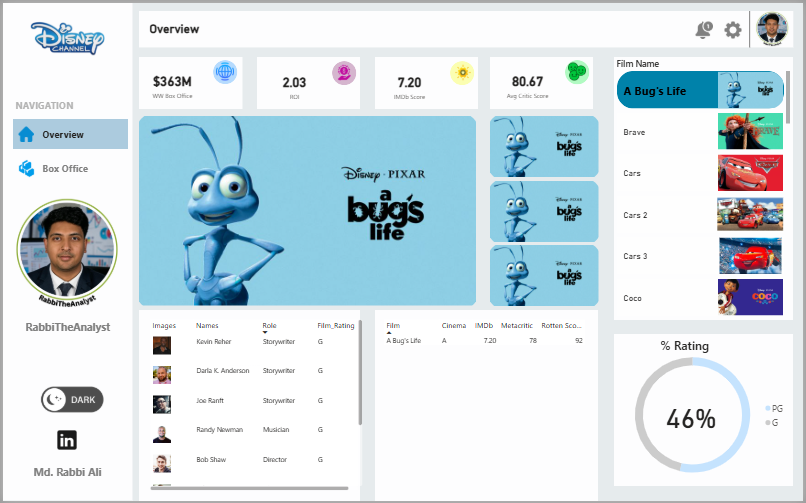 Disney
CHANNEL
NAVIGATION
Overview
Box Office
RabbiTheAnalyst
RabbiTheAnalyst
DARK
in
Md. Rabbi Ali
Overview
1
$363M
WW Box Office
2.03
ROI
7.20
IMDb Score
80.67
Avg Critic Score
Disney · PIXAR
a
bug's
life
Disney · PIXAR
a
bug's
life
Disney · PIXAR
a
bug's
life
Disney · PIXAR
a
bug's
life
Images Names Role Film_Rating
Kevin Reher Storywriter G
Darla K. Anderson Storywriter G
Joe Ranft Storywriter G
Randy Newman Musician G
Bob Shaw Director G
Film Cinema IMDb Metacritic Rotten Sco...
A Bug's Life A 7.20 78 92
Film Name
A Bug's Life
Brave BRAVE
Cars
Cars 2
Cars 3
Coco COCO
% Rating
46%
PG
G